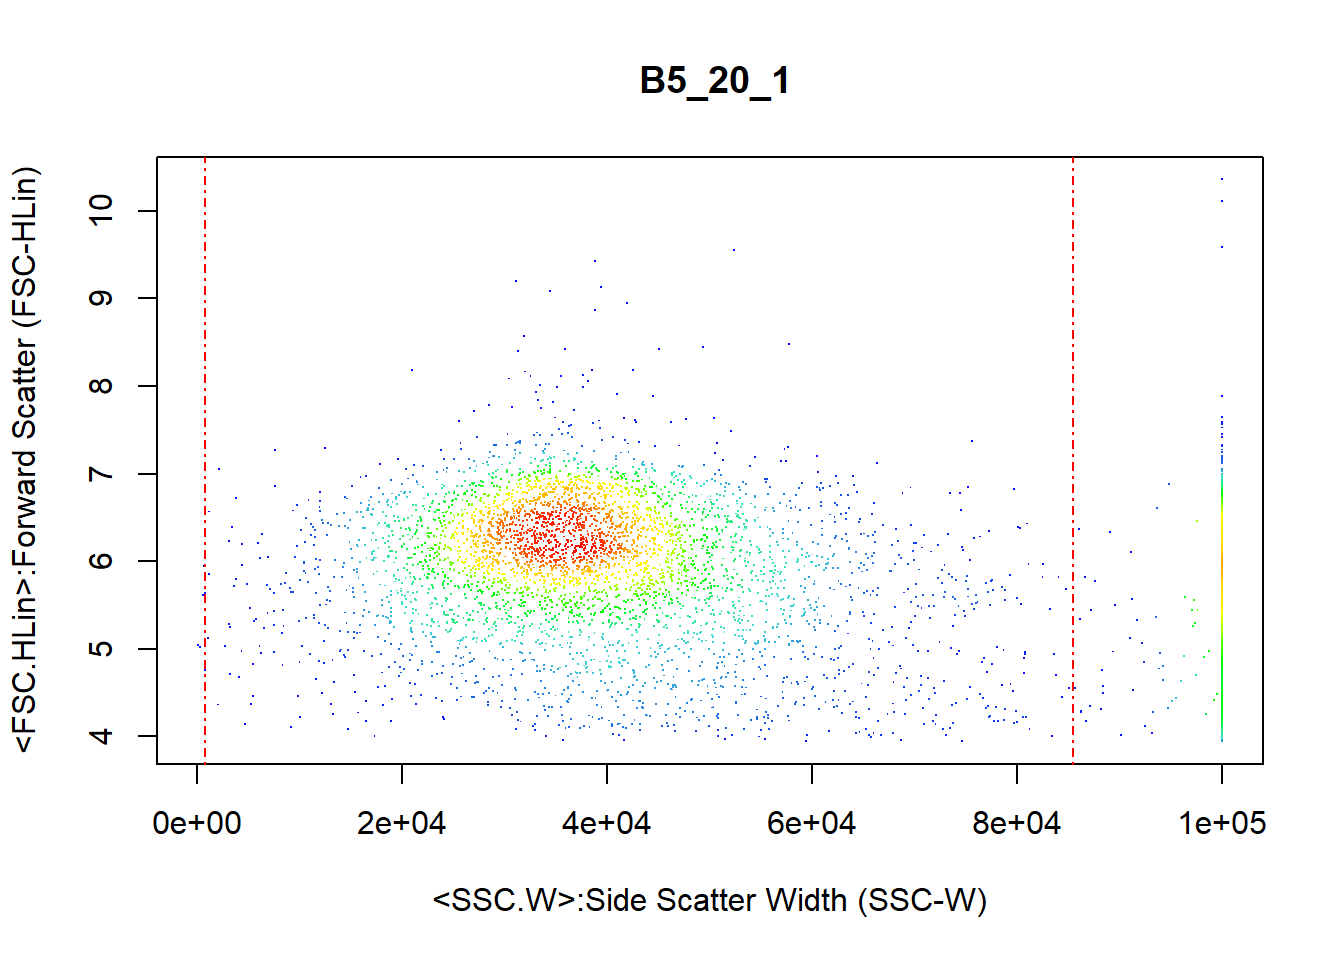 B5_20_1
<FSC.HLin>:Forward Scatter (FSC-HLin)
10
9
8
7
6
5
4
0e+00 2e+04 4e+04 6e+04 8e+04 1e+05
<SSC.W>:Side Scatter Width (SSC-W)